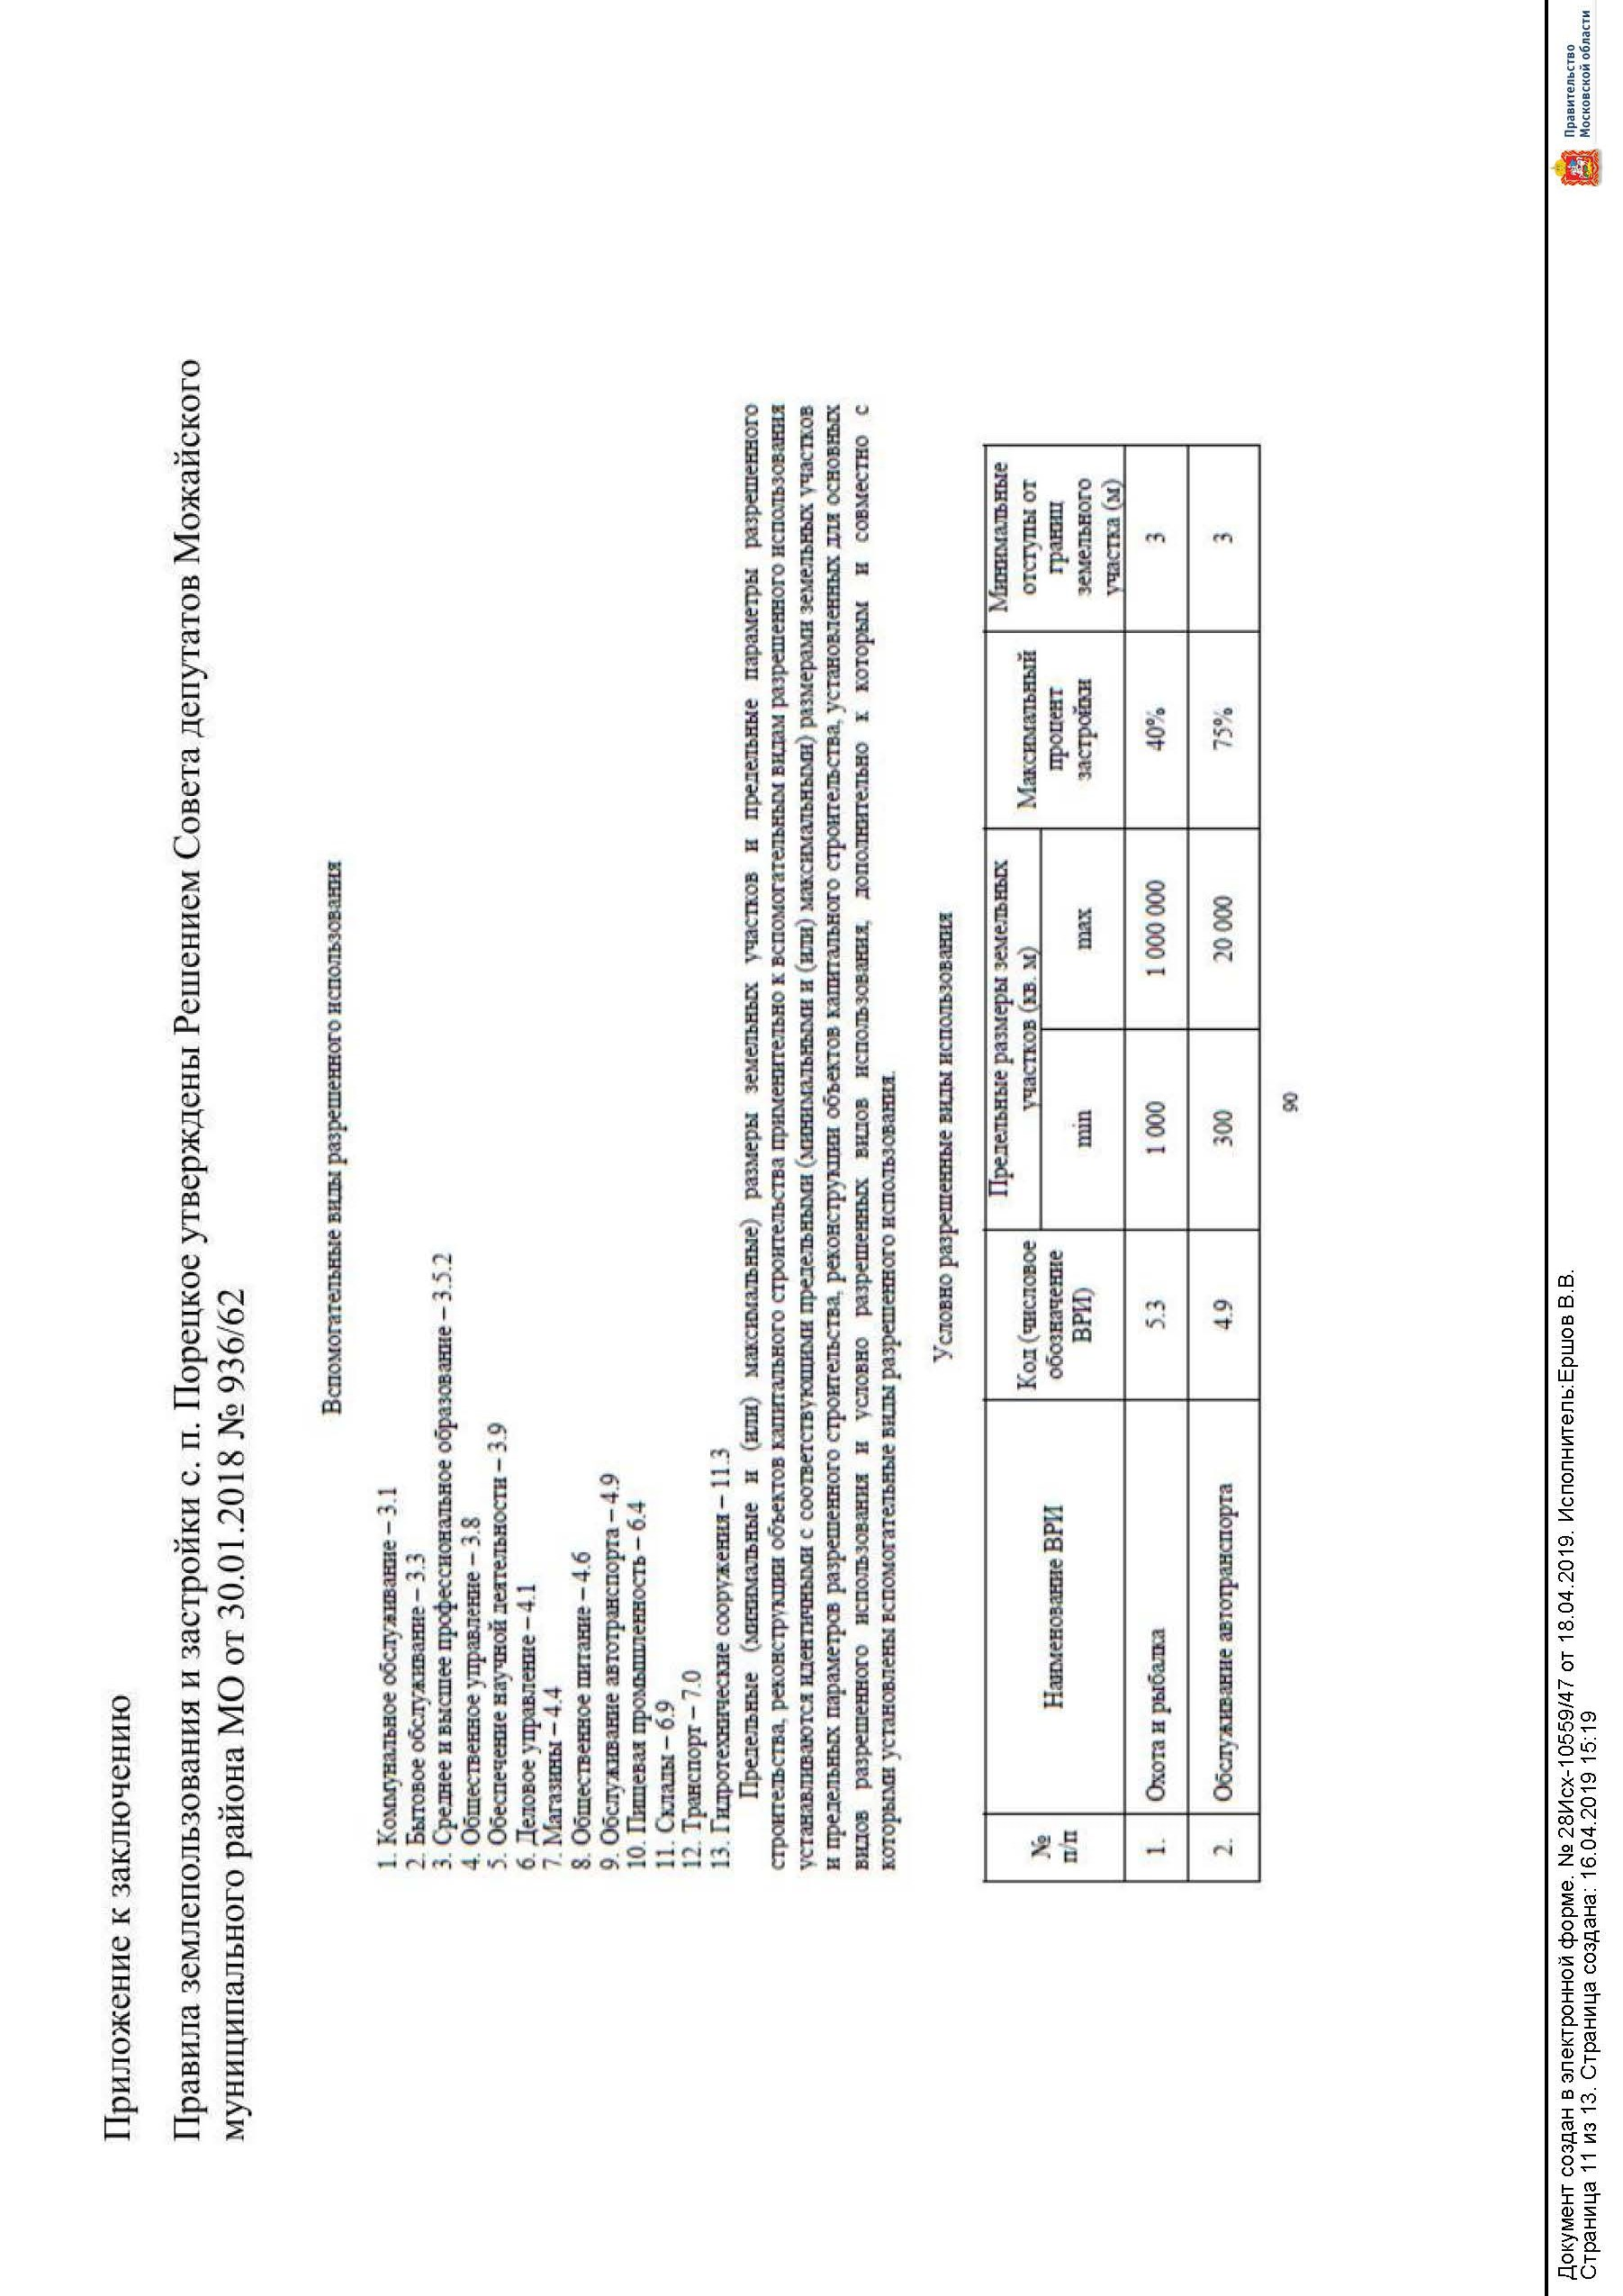 Приложение к заключению
Правила землепользования и застройки с. п. Порецкое утверждены Решением Совета депутатов Можайского
муниципального района МО от 30.01.2018 № 936/62
Вспомогательные виды разрешенного использования
1. Коммунальное обслуживание – 3.1
2. Бытовое обслуживание – 3.3
3. Среднее и высшее профессиональное образование – 3.5.2
4. Общественное управление – 3.8
5. Обеспечение научной деятельности – 3.9
6. Деловое управление – 4.1
7. Магазины – 4.4
8. Общественное питание – 4.6
9. Обслуживание автотранспорта – 4.9
10. Пищевая промышленность – 6.4
11. Склады – 6.9
12. Транспорт – 7.0
13. Гидротехнические сооружения – 11.3
Предельные (минимальные и (или) максимальные) размеры земельных участков и предельные параметры разрешенного
строительства, реконструкции объектов капитального строительства применительно к вспомогательным видам разрешенного использования
устанавливаются идентичными с соответствующими предельными (минимальными и (или) максимальными) размерами земельных участков
и предельных параметров разрешенного строительства, реконструкции объектов капитального строительства, установленных для основных
видов разрешенного использования и условно разрешенных видов использования, дополнительно к которым и совместно с
которыми установлены вспомогательные виды разрешенного использования.
Условно разрешенные виды использования
№ п/п Наименование ВРИ Код (числовое обозначение ВРИ) Предельные размеры земельных участков (кв. м) Максимальный процент застройки Минимальные отступы от границ земельного участка (м)
min max
1. Охота и рыбалка 5.3 1 000 1 000 000 40% 3
2. Обслуживание автотранспорта 4.9 300 20 000 75% 3
90
Документ создан в электронной форме. № 28Исх-10559/47 от 18.04.2019. Исполнитель:Ершов В.В.
Страница 11 из 13. Страница создана: 16.04.2019 15:19
Правительство
Московской области